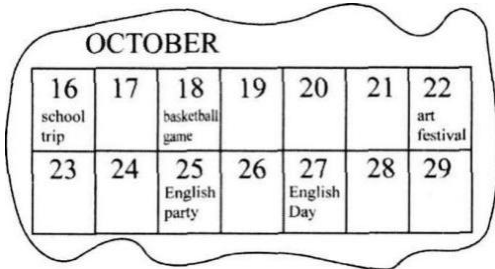 OCTOBER
16 17 18 19 20 21 22
school basketball art
trip game festival
23 24 25 26 27 28 29
English English
party Day